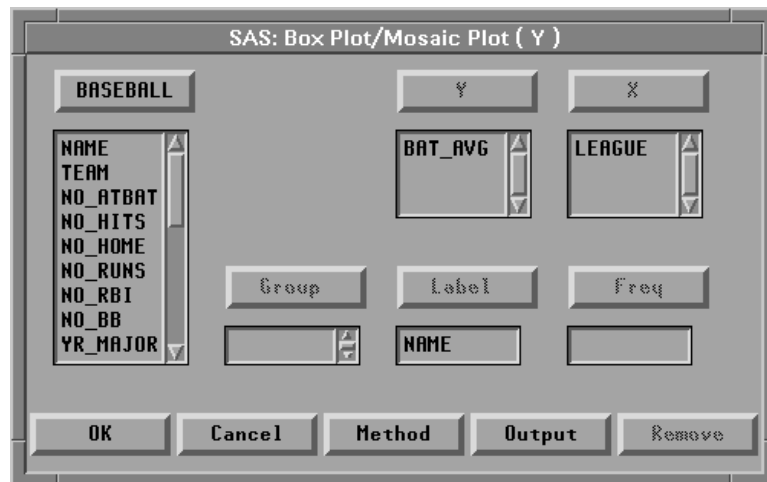 SAS: Box Plot/Mosaic Plot ( Y )
BASEBALL
Y
X
NAME
TEAM
NO_ATBAT
NO_HITS
NO_HOME
NO_RUNS
NO_RBI
NO_BB
YR_MAJOR
BAT_AVG
LEAGUE
Group
Label
Freq
NAME
OK
Cancel
Method
Output
Remove